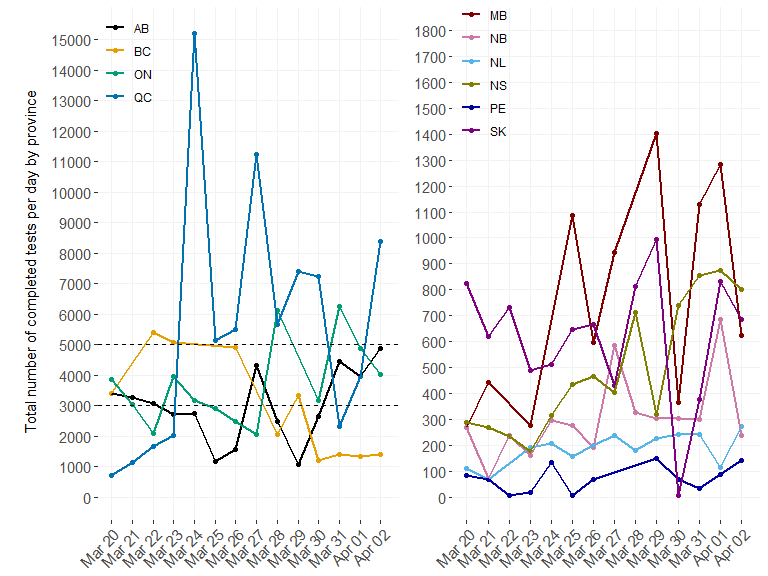 Total number of completed tests per day by province
AB
BC
ON
QC
15000
14000
13000
12000
11000
10000
9000
8000
7000
6000
5000
4000
3000
2000
1000
0
Mar 20
Mar 21
Mar 22
Mar 23
Mar 24
Mar 25
Mar 26
Mar 27
Mar 28
Mar 29
Mar 30
Mar 31
Apr 01
Apr 02
MB
NB
NL
NS
PE
SK
1800
1700
1600
1500
1400
1300
1200
1100
1000
900
800
700
600
500
400
300
200
100
0
Mar 20
Mar 21
Mar 22
Mar 23
Mar 24
Mar 25
Mar 26
Mar 27
Mar 28
Mar 29
Mar 30
Mar 31
Apr 01
Apr 02